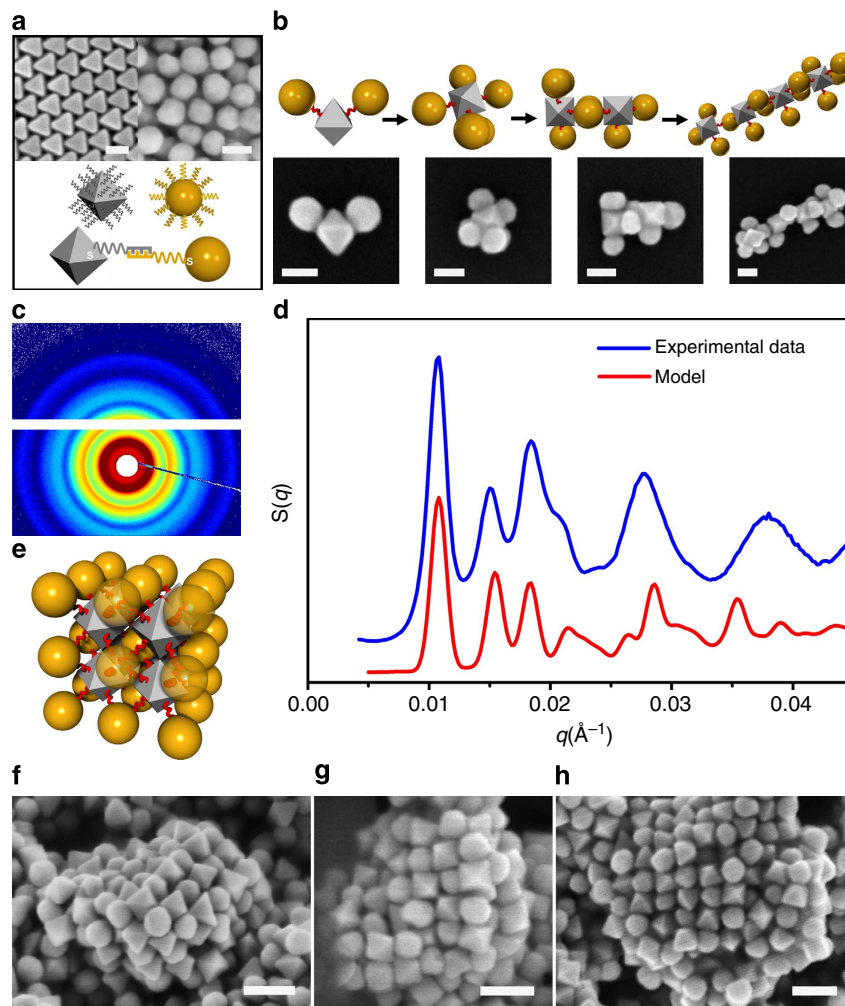 a
b
S
S
c
d
Experimental data
Model
S(q)
0.00
0.01
0.02
0.03
0.04
q(Å⁻¹)
e
f
g
h